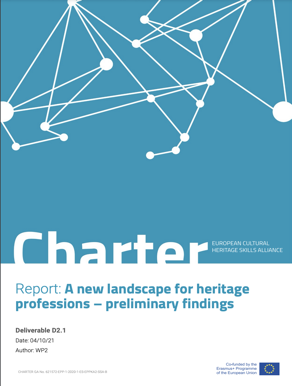 Charter
EUROPEAN CULTURAL
HERITAGE SKILLS ALLIANCE
Report: A new landscape for heritage
professions – preliminary findings
Deliverable D2.1
Date: 04/10/21
Author: WP2
Co-funded by the
Erasmus+ Programme
of the European Union